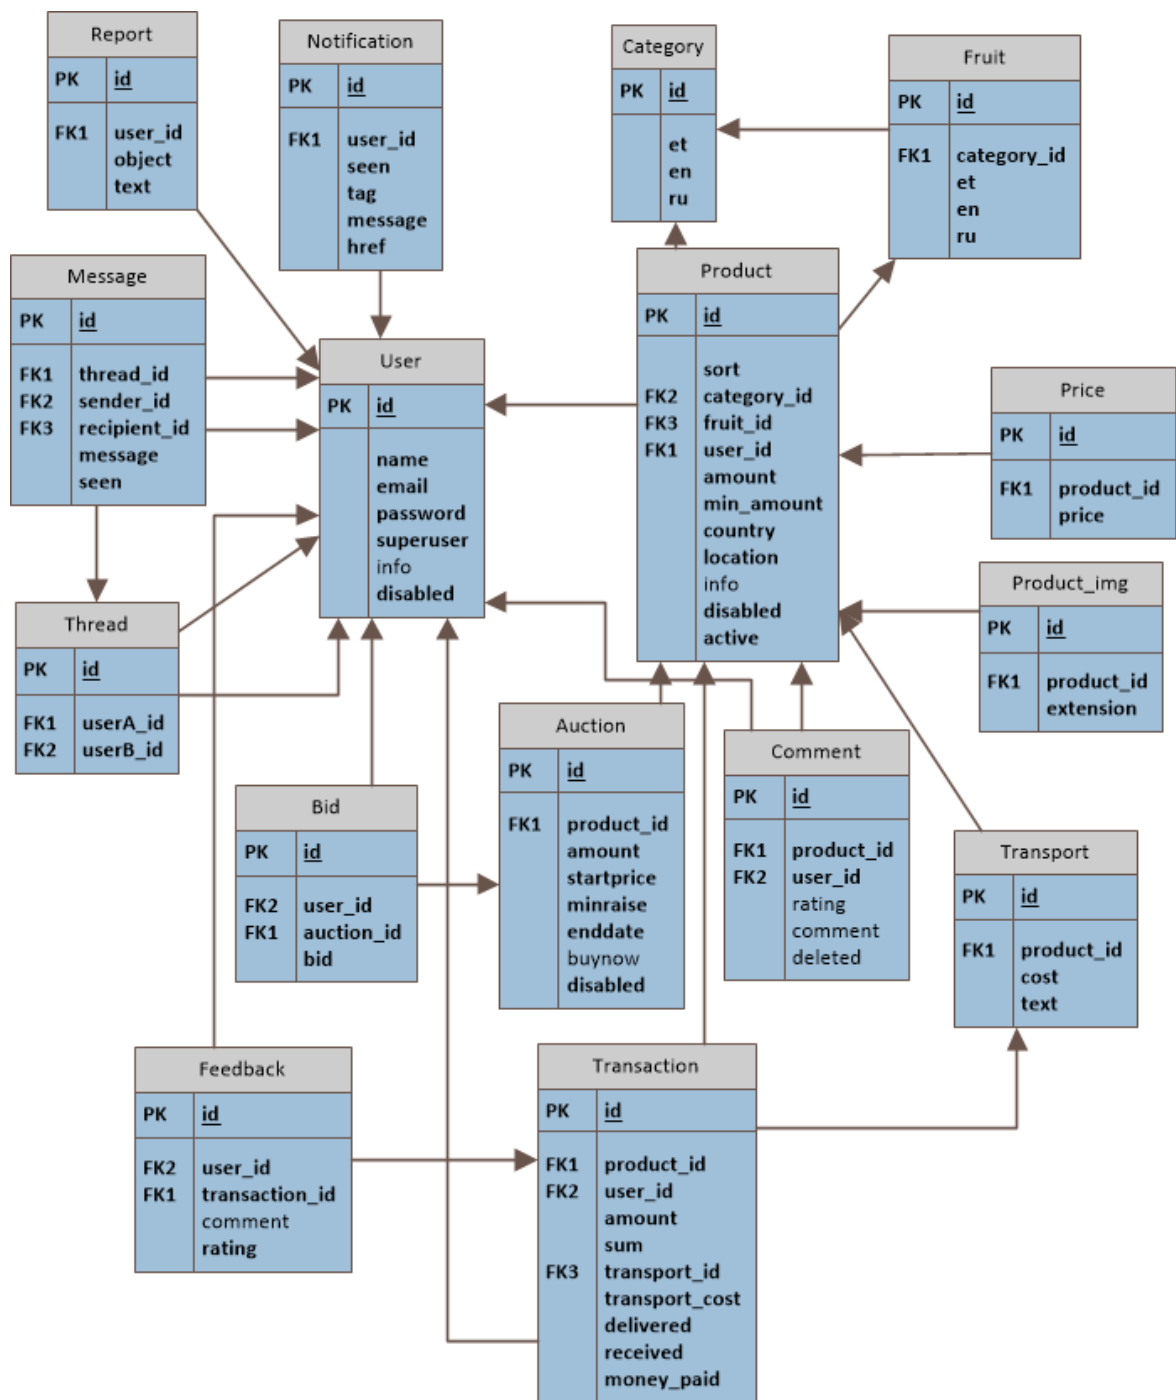 Report
PK id
FK1 user_id
object
text
Notification
PK id
FK1 user_id
seen
tag
message
href
Category
PK id
et
en
ru
Fruit
PK id
FK1 category_id
et
en
ru
Message
PK id
FK1 thread_id
FK2 sender_id
FK3 recipient_id
message
seen
User
PK id
name
email
password
superuser
info
disabled
Product
PK id
sort
FK2 category_id
FK3 fruit_id
FK1 user_id
amount
min_amount
country
location
info
disabled
active
Price
PK id
FK1 product_id
price
Product_img
PK id
FK1 product_id
extension
Thread
PK id
FK1 userA_id
FK2 userB_id
Bid
PK id
FK2 user_id
FK1 auction_id
bid
Auction
PK id
FK1 product_id
amount
startprice
minraise
enddate
buynow
disabled
Comment
PK id
FK1 product_id
FK2 user_id
rating
comment
deleted
Transport
PK id
FK1 product_id
cost
text
Feedback
PK id
FK2 user_id
FK1 transaction_id
comment
rating
Transaction
PK id
FK1 product_id
FK2 user_id
amount
sum
FK3 transport_id
transport_cost
delivered
received
money_paid